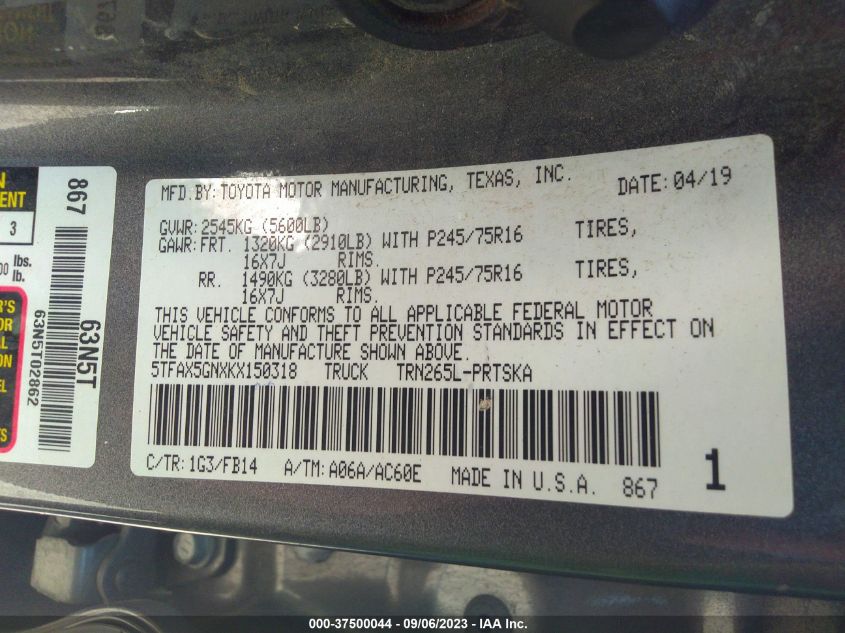 MFD. BY: TOYOTA MOTOR MANUFACTURING, TEXAS, INC. DATE: 04/19
GVWR: 2545KG (5600LB)
GAWR: FRT. 1320KG (2910LB) WITH P245/75R16 TIRES,
16X7J RIMS.
RR. 1490KG (3280LB) WITH P245/75R16 TIRES,
16X7J RIMS.
THIS VEHICLE CONFORMS TO ALL APPLICABLE FEDERAL MOTOR
VEHICLE SAFETY AND THEFT PREVENTION STANDARDS IN EFFECT ON
THE DATE OF MANUFACTURE SHOWN ABOVE.
5TFAX5GNXKX150318 TRUCK TRN265L-PRTSKA
C/TR: 1G3/FB14 A/TM: A06A/AC60E MADE IN U.S.A. 867
1
867
63N5T
63N5T02862
3
lbs.
lb.
000-37500044 - 09/06/2023 - IAA Inc.